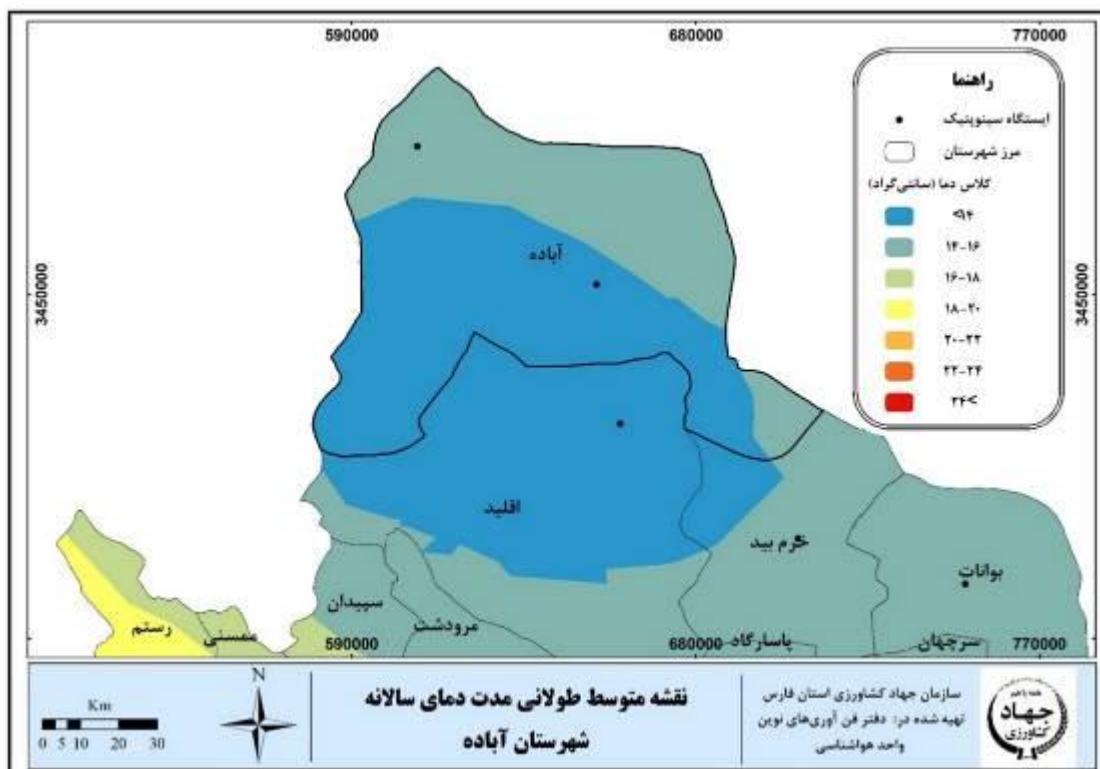 590000
680000
770000
3450000
3450000
راهنما
ایستگاه سینوپتیک
مرز شهرستان
کلاس دما (سانتی‌گراد)
<۱۴
۱۴-۱۶
۱۶-۱۸
۱۸-۲۰
۲۰-۲۲
۲۲-۲۴
۲۴<
آباده
اقلید
خرم بید
بوانات
سپیدان
مرودشت
رستم
ممسنی
پاسارگاد
سرچهان
590000
680000
770000
Km
0 5 10 20 30
N
نقشه متوسط طولانی مدت دمای سالانه
شهرستان آباده
سازمان جهاد کشاورزی استان فارس
تهیه شده در: دفتر فن آوری‌های نوین
واحد هواشناسی
همه با هم
جهاد
کشاورزی